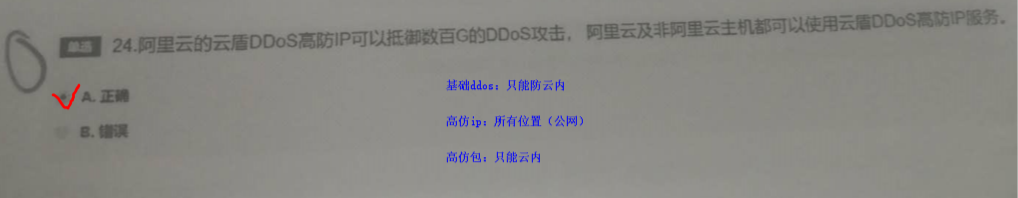 单选 24.阿里云的云盾DDoS高防IP可以抵御数百G的DDoS攻击， 阿里云及非阿里云主机都可以使用云盾DDoS高防IP服务。
基础ddos：只能防云内
A. 正确
高仿ip：所有位置（公网）
B. 错误
高仿包：只能云内